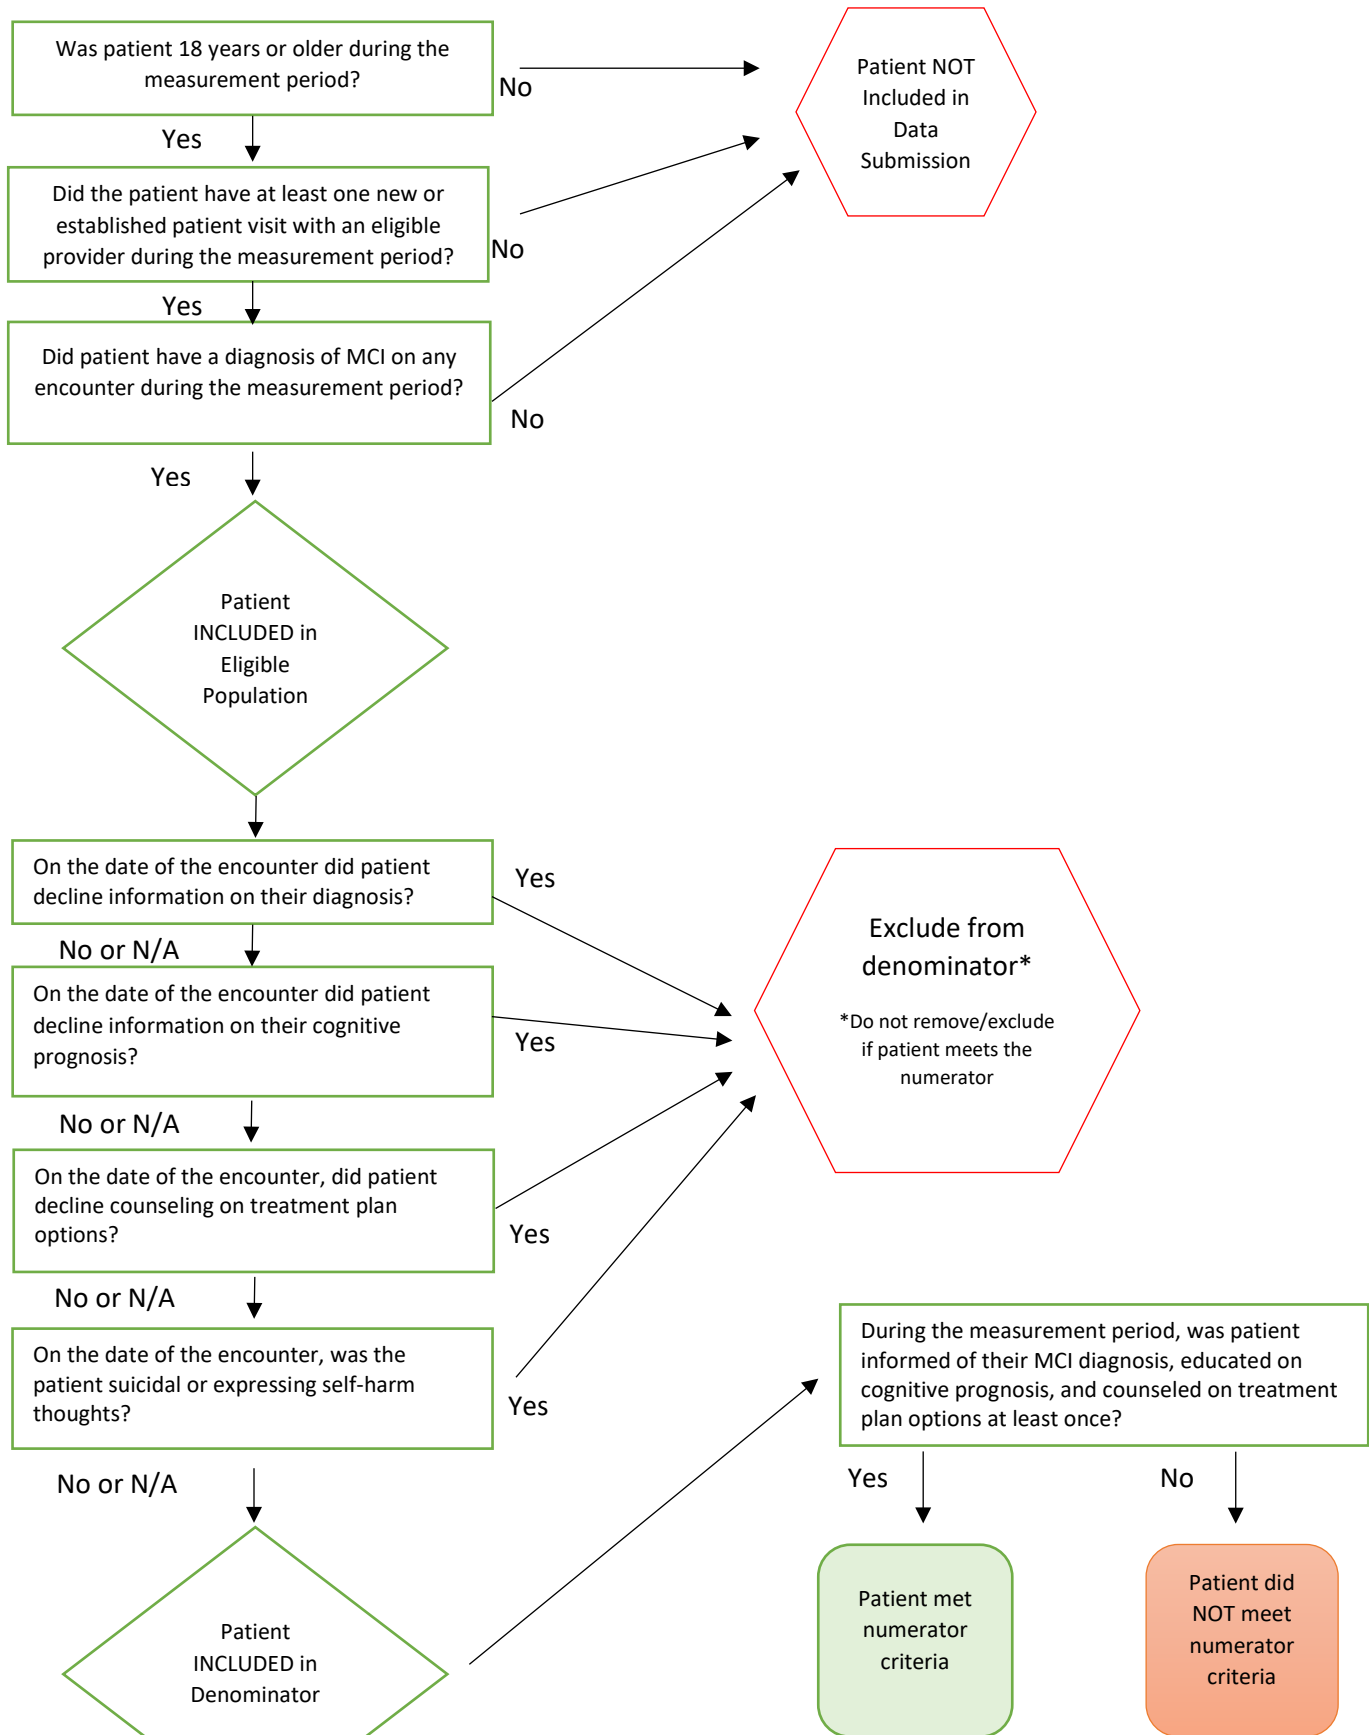 Was patient 18 years or older during the
measurement period?
No
Patient NOT
Included in
Data
Submission
Yes
Did the patient have at least one new or
established patient visit with an eligible
provider during the measurement period?
No
Yes
Did patient have a diagnosis of MCI on any
encounter during the measurement period?
No
Yes
Patient
INCLUDED in
Eligible
Population
On the date of the encounter did patient
decline information on their diagnosis?
Yes
No or N/A
On the date of the encounter did patient
decline information on their cognitive
prognosis?
Yes
Exclude from
denominator*
*Do not remove/exclude
if patient meets the
numerator
No or N/A
On the date of the encounter, did patient
decline counseling on treatment plan
options?
Yes
No or N/A
On the date of the encounter, was the
patient suicidal or expressing self-harm
thoughts?
Yes
No or N/A
Patient
INCLUDED in
Denominator
During the measurement period, was patient
informed of their MCI diagnosis, educated on
cognitive prognosis, and counseled on treatment
plan options at least once?
Yes
No
Patient met
numerator
criteria
Patient did
NOT meet
numerator
criteria